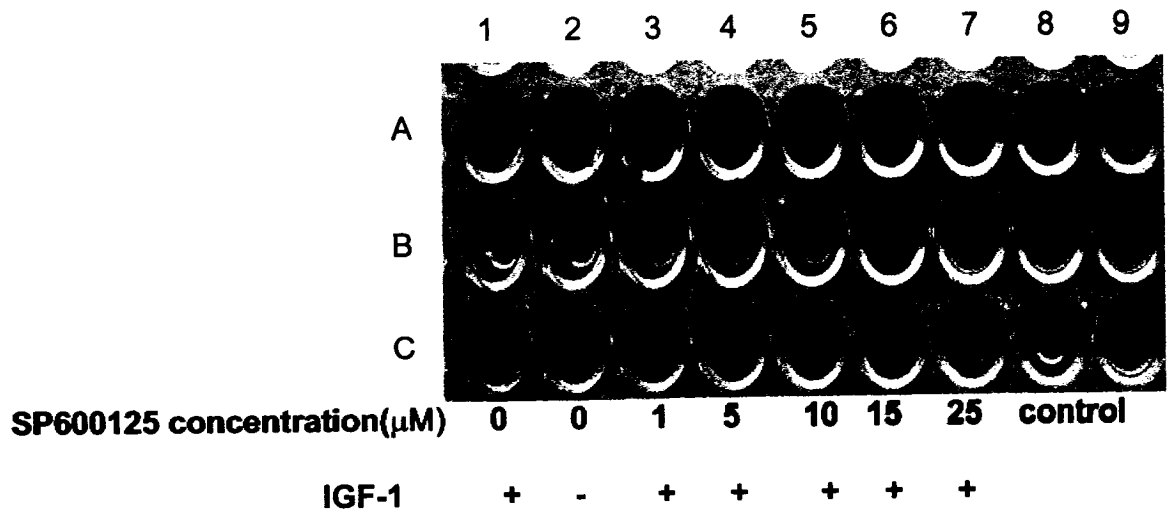 1 2 3 4 5 6 7 8 9
A
B
C
SP600125 concentration(μM) 0 0 1 5 10 15 25 control
IGF-1 + - + + + + +